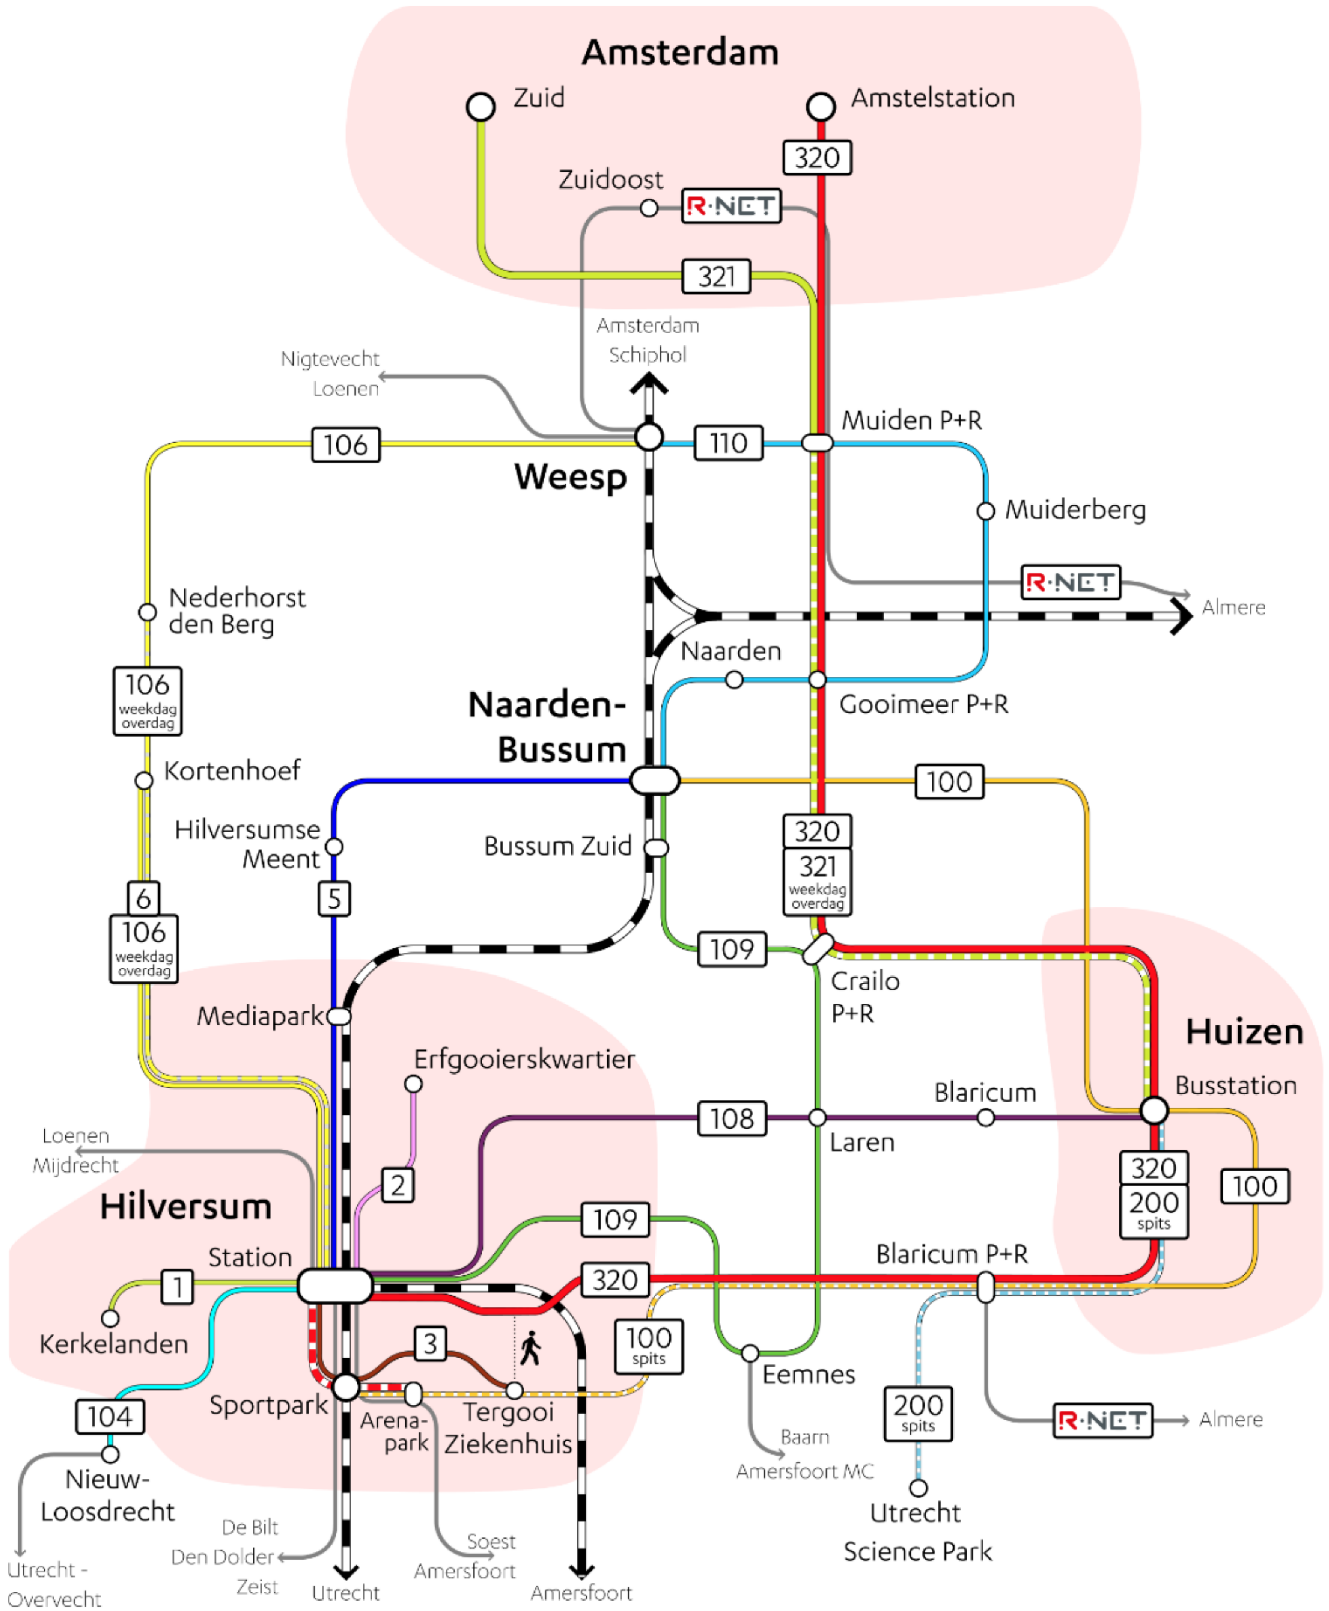 Amsterdam
Zuid
Amstelstation
320
Zuidoost
R·NET
321
Amsterdam
Schiphol
Nigtevecht
Loenen
Muiden P+R
106
110
Weesp
Muiderberg
R·NET
Almere
Nederhorst
den Berg
Naarden
106
weekdag
overdag
Naarden-
Bussum
Gooimeer P+R
Kortenhoef
100
Hilversumse
Meent
Bussum Zuid
320
321
weekdag
overdag
6
5
106
weekdag
overdag
109
Crailo
P+R
Mediapark
Huizen
Erfgooierskwartier
Busstation
Blaricum
108
Laren
Loenen
Mijdrecht
2
320
200
spits
100
Hilversum
109
Station
Blaricum P+R
1
320
Kerkelanden
3
100
spits
Eemnes
Sportpark
Arena-
park
Tergooi
Ziekenhuis
104
200
spits
R·NET
Almere
Baarn
Amersfoort MC
Nieuw-
Loosdrecht
Utrecht
Science Park
De Bilt
Den Dolder
Zeist
Soest
Amersfoort
Utrecht -
Overvecht
Utrecht
Amersfoort